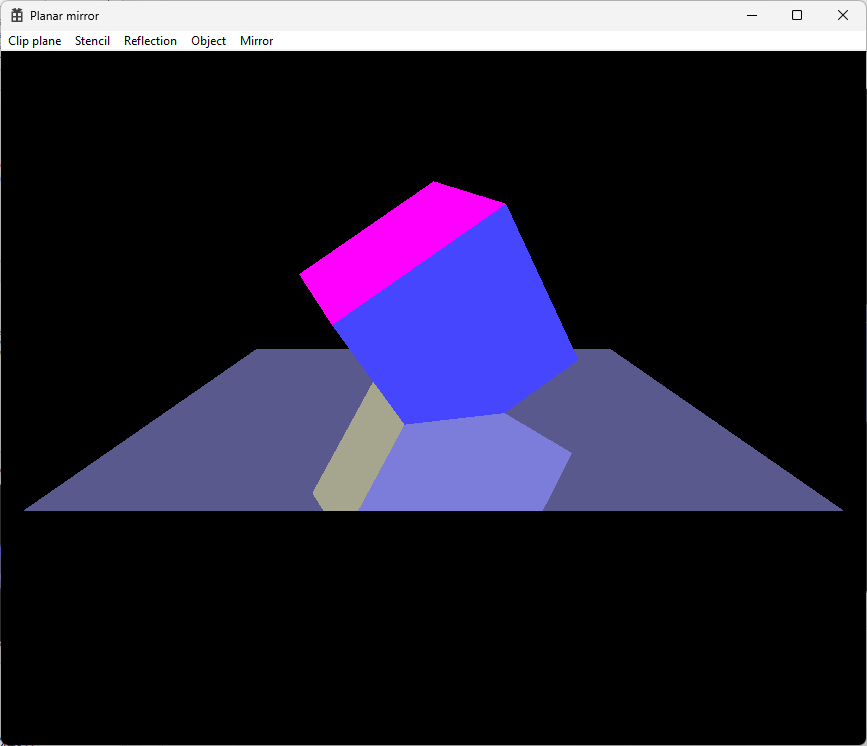 Planar mirror
Clip plane Stencil Reflection Object Mirror